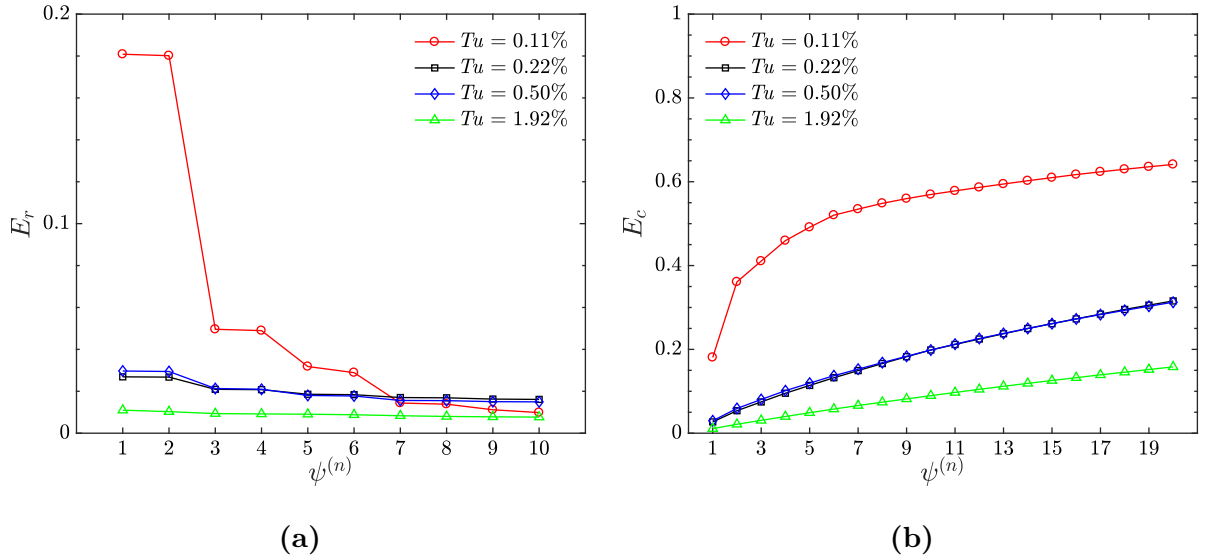 0.2
0.1
0
E_r
Tu = 0.11%
Tu = 0.22%
Tu = 0.50%
Tu = 1.92%
1 2 3 4 5 6 7 8 9 10
ψ^(n)
(a)
1
0.8
0.6
0.4
0.2
0
E_c
Tu = 0.11%
Tu = 0.22%
Tu = 0.50%
Tu = 1.92%
1 3 5 7 9 11 13 15 17 19
ψ^(n)
(b)